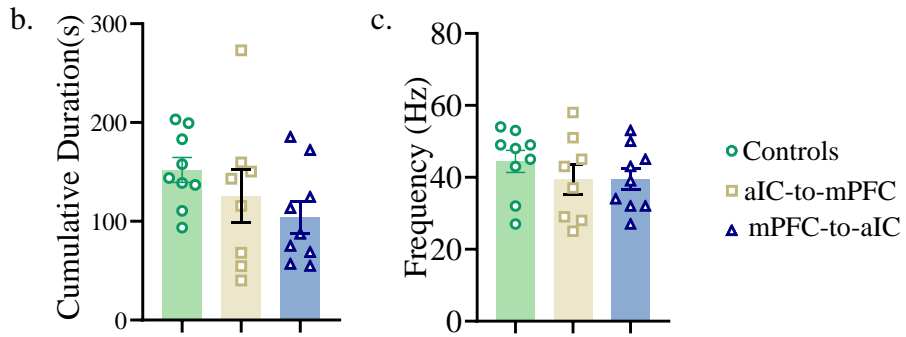 b.
Cumulative Duration(s)
300
200
100
0
c.
Frequency (Hz)
80
60
40
20
0
Controls
aIC-to-mPFC
mPFC-to-aIC